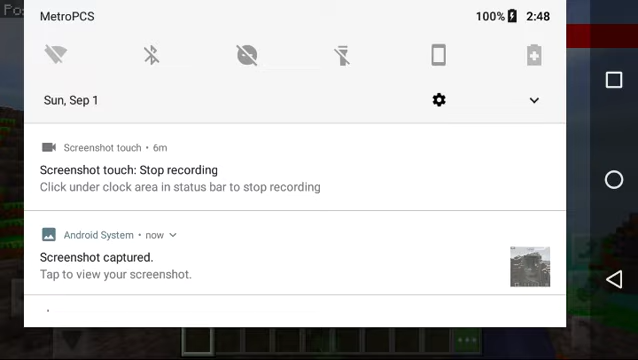 Pos
MetroPCS
100% 2:48
Sun, Sep 1
Screenshot touch • 6m
Screenshot touch: Stop recording
Click under clock area in status bar to stop recording
Android System • now
Screenshot captured.
Tap to view your screenshot.